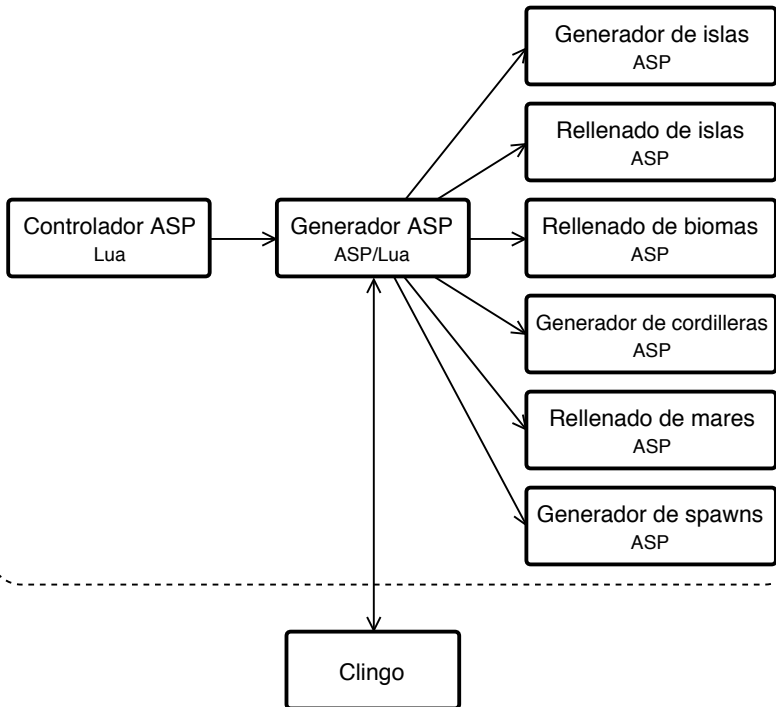 Generador de islas
ASP
Rellenado de islas
ASP
Controlador ASP
Lua
Generador ASP
ASP/Lua
Rellenado de biomas
ASP
Generador de cordilleras
ASP
Rellenado de mares
ASP
Generador de spawns
ASP
Clingo